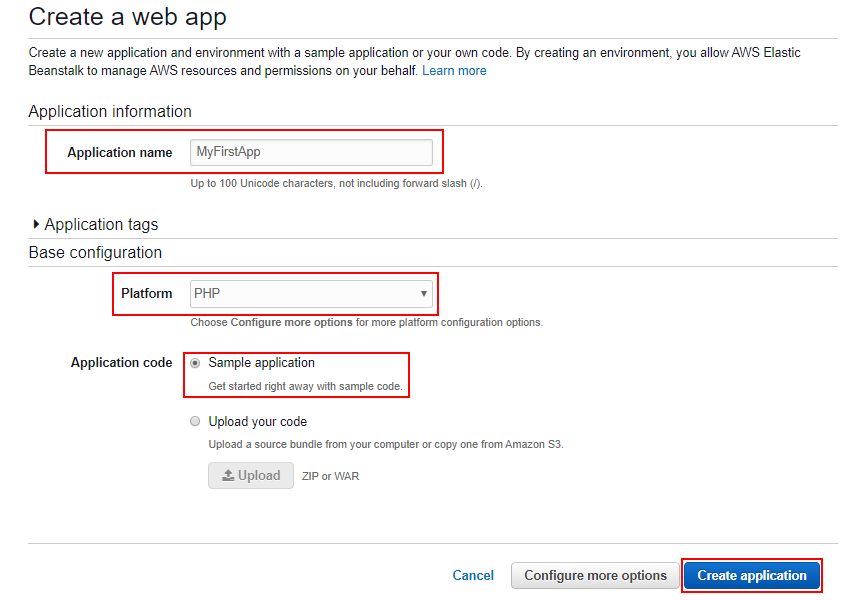 Create a web app
Create a new application and environment with a sample application or your own code. By creating an environment, you allow AWS Elastic
Beanstalk to manage AWS resources and permissions on your behalf. Learn more
Application information
Application name MyFirstApp
Up to 100 Unicode characters, not including forward slash (/).
Application tags
Base configuration
Platform PHP
Choose Configure more options for more platform configuration options.
Application code Sample application
Get started right away with sample code.
Upload your code
Upload a source bundle from your computer or copy one from Amazon S3.
Upload ZIP or WAR
Cancel Configure more options Create application